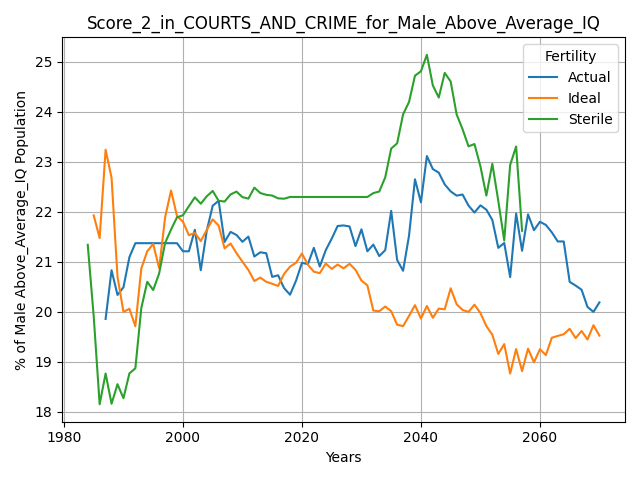 Score_2_in_COURTS_AND_CRIME_for_Male_Above_Average_IQ
% of Male Above_Average_IQ Population
25
24
23
22
21
20
19
18
Fertility
Actual
Ideal
Sterile
1980
2000
2020
2040
2060
Years